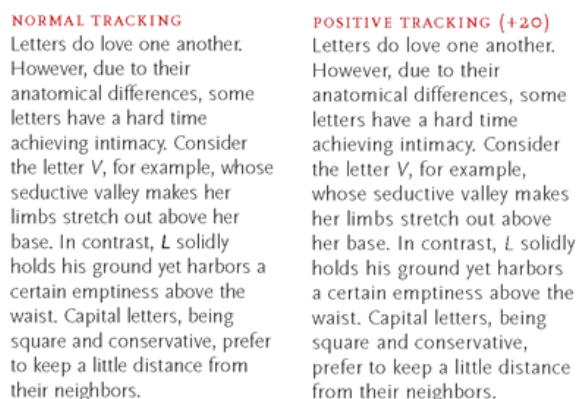 NORMAL TRACKING
Letters do love one another.
However, due to their
anatomical differences, some
letters have a hard time
achieving intimacy. Consider
the letter V, for example, whose
seductive valley makes her
limbs stretch out above her
base. In contrast, L solidly
holds his ground yet harbors a
certain emptiness above the
waist. Capital letters, being
square and conservative, prefer
to keep a little distance from
their neighbors.
POSITIVE TRACKING (+20)
Letters do love one another.
However, due to their
anatomical differences, some
letters have a hard time
achieving intimacy. Consider
the letter V, for example,
whose seductive valley makes
her limbs stretch out above
her base. In contrast, L solidly
holds his ground yet harbors
a certain emptiness above the
waist. Capital letters, being
square and conservative,
prefer to keep a little distance
from their neighbors.